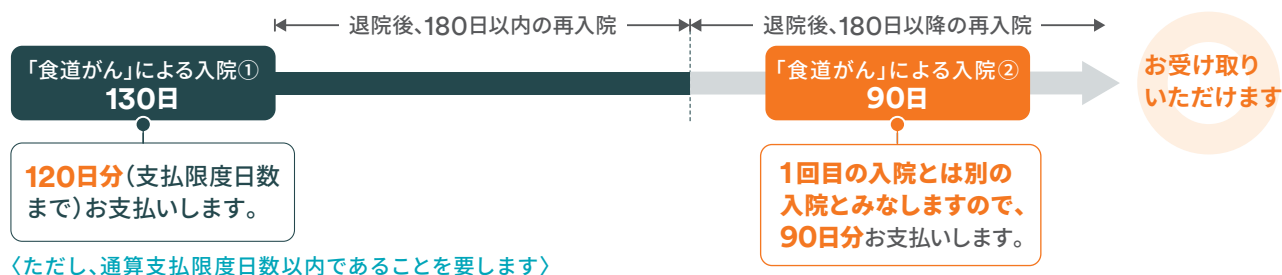 退院後、180日以内の再入院
退院後、180日以降の再入院
「食道がん」による入院①
130日
「食道がん」による入院②
90日
お受け取り
いただけます
120日分(支払限度日数
まで)お支払いします。
1回目の入院とは別の
入院とみなしますので、
90日分お支払いします。
〈ただし、通算支払限度日数以内であることを要します〉